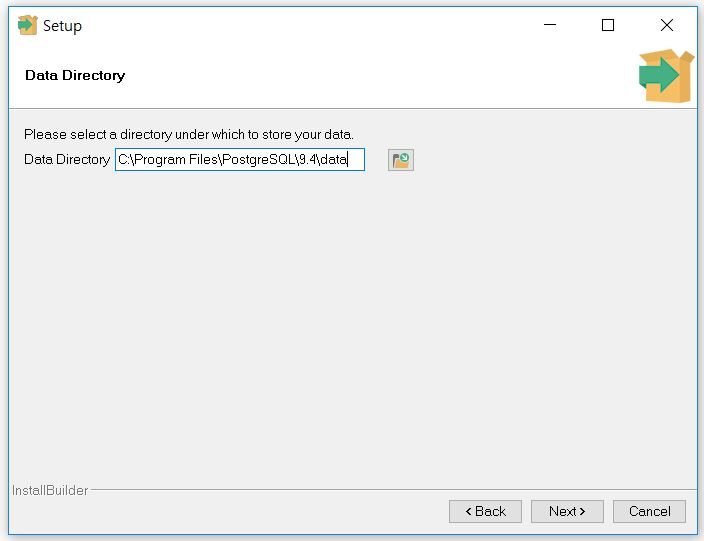 Setup
Data Directory
Please select a directory under which to store your data.
Data Directory C:\Program Files\PostgreSQL\9.4\data
InstallBuilder
< Back Next > Cancel